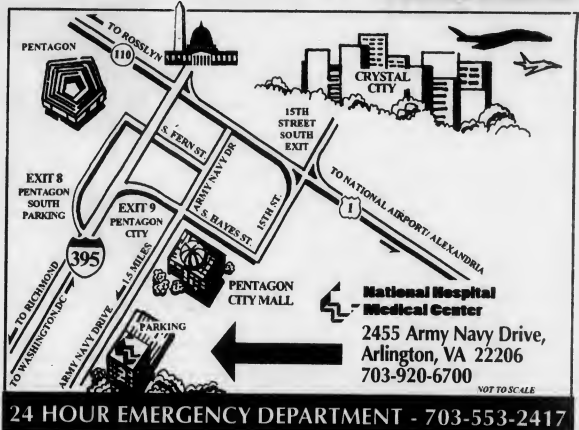 TO ROSSLYN
110
PENTAGON
CRYSTAL
CITY
15TH
STREET
SOUTH
EXIT
S. FERN ST.
ARMY NAVY DR
EXIT 8
PENTAGON
SOUTH
PARKING
EXIT 9
PENTAGON
CITY
S. HAYES ST.
15TH ST.
TO NATIONAL AIRPORT/ ALEXANDRIA
1
395
1.5 MILES
PENTAGON
CITY MALL
TO RICHMOND
TO WASHINGTON, DC
ARMY NAVY DRIVE
PARKING
National Hospital
Medical Center
2455 Army Navy Drive,
Arlington, VA 22206
703-920-6700
NOT TO SCALE
24 HOUR EMERGENCY DEPARTMENT - 703-553-2417